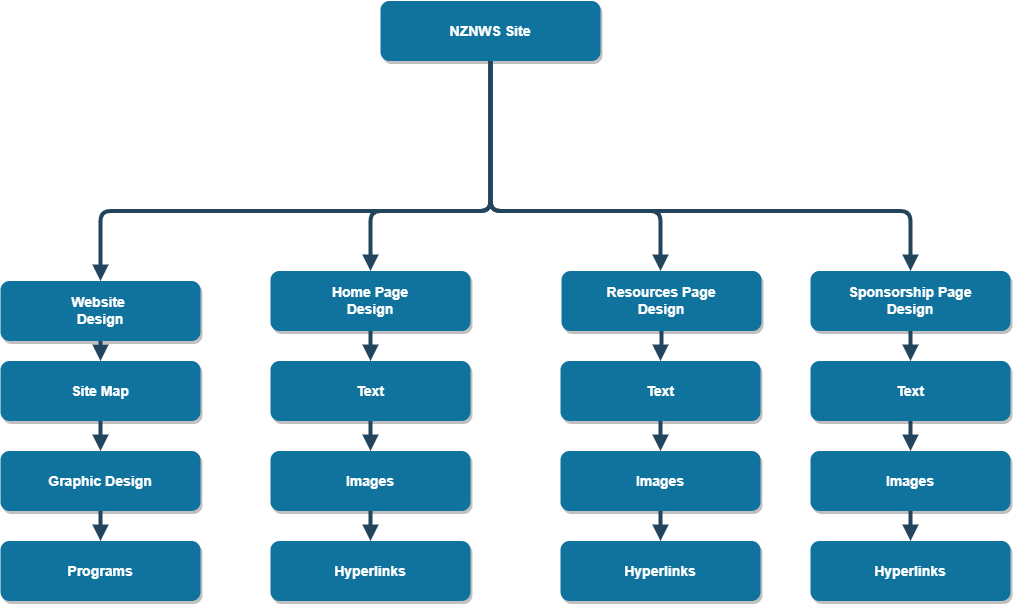 NZNWS Site
Website
Design
Home Page
Design
Resources Page
Design
Sponsorship Page
Design
Site Map
Text
Text
Text
Graphic Design
Images
Images
Images
Programs
Hyperlinks
Hyperlinks
Hyperlinks